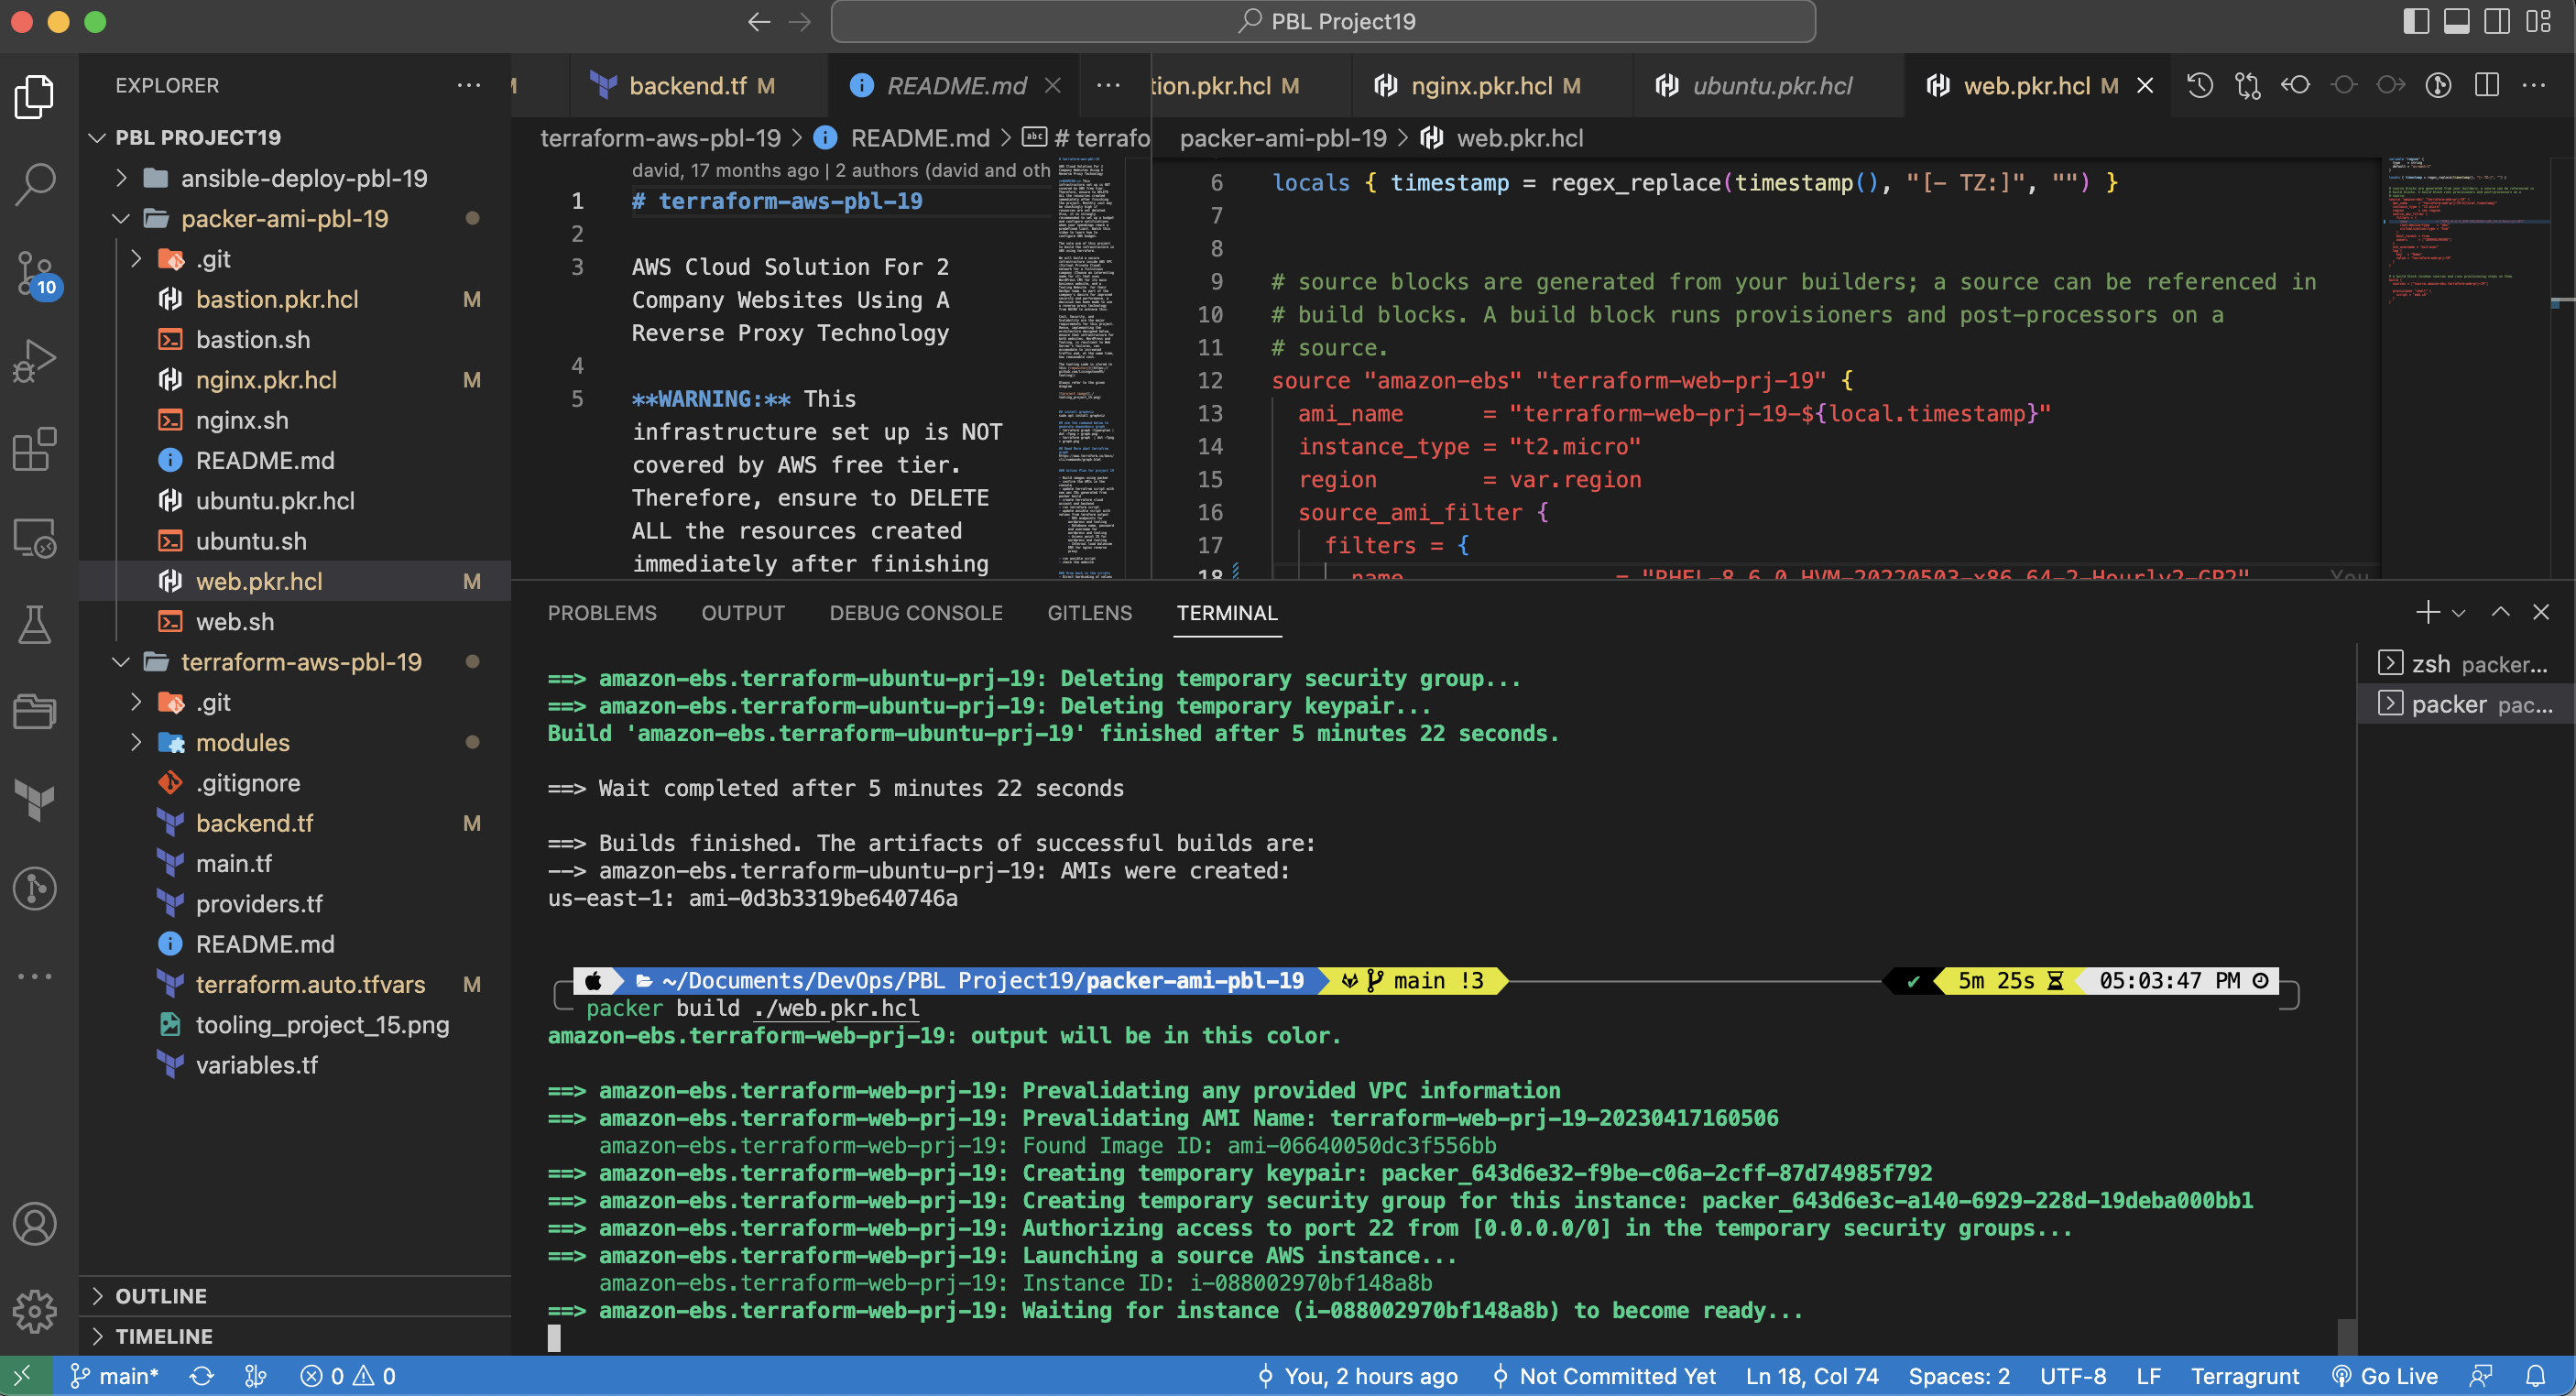 PBL Project19
EXPLORER
PBL PROJECT19
ansible-deploy-pbl-19
packer-ami-pbl-19
.git
bastion.pkr.hcl M
bastion.sh
nginx.pkr.hcl M
nginx.sh
README.md
ubuntu.pkr.hcl
ubuntu.sh
web.pkr.hcl M
web.sh
terraform-aws-pbl-19
.git
modules
.gitignore
backend.tf M
main.tf
providers.tf
README.md
terraform.auto.tfvars M
tooling_project_15.png
variables.tf
OUTLINE
TIMELINE
10
backend.tf M
README.md
terraform-aws-pbl-19 > README.md > # terrafo
david, 17 months ago | 2 authors (david and oth
1 # terraform-aws-pbl-19
2
3 AWS Cloud Solution For 2
Company Websites Using A
Reverse Proxy Technology
4
5 **WARNING:** This
infrastructure set up is NOT
covered by AWS free tier.
Therefore, ensure to DELETE
ALL the resources created
immediately after finishing
tion.pkr.hcl M
nginx.pkr.hcl M
ubuntu.pkr.hcl
web.pkr.hcl M
packer-ami-pbl-19 > web.pkr.hcl
6 locals { timestamp = regex_replace(timestamp(), "[- TZ:]", "") }
7
8
9 # source blocks are generated from your builders; a source can be referenced in
10 # build blocks. A build block runs provisioners and post-processors on a
11 # source.
12 source "amazon-ebs" "terraform-web-prj-19" {
13 ami_name = "terraform-web-prj-19-${local.timestamp}"
14 instance_type = "t2.micro"
15 region = var.region
16 source_ami_filter {
17 filters = {
18 name = "RHEL-8.6.0_HVM-20220503-x86_64-2-Hourly2-GP2" You
PROBLEMS OUTPUT DEBUG CONSOLE GITLENS TERMINAL
zsh packer...
packer pac...
==> amazon-ebs.terraform-ubuntu-prj-19: Deleting temporary security group...
==> amazon-ebs.terraform-ubuntu-prj-19: Deleting temporary keypair...
Build 'amazon-ebs.terraform-ubuntu-prj-19' finished after 5 minutes 22 seconds.
==> Wait completed after 5 minutes 22 seconds
==> Builds finished. The artifacts of successful builds are:
--> amazon-ebs.terraform-ubuntu-prj-19: AMIs were created:
us-east-1: ami-0d3b3319be640746a
~/Documents/DevOps/PBL Project19/packer-ami-pbl-19 main !3 ✔ 5m 25s 05:03:47 PM
packer build ./web.pkr.hcl
amazon-ebs.terraform-web-prj-19: output will be in this color.
==> amazon-ebs.terraform-web-prj-19: Prevalidating any provided VPC information
==> amazon-ebs.terraform-web-prj-19: Prevalidating AMI Name: terraform-web-prj-19-20230417160506
amazon-ebs.terraform-web-prj-19: Found Image ID: ami-06640050dc3f556bb
==> amazon-ebs.terraform-web-prj-19: Creating temporary keypair: packer_643d6e32-f9be-c06a-2cff-87d74985f792
==> amazon-ebs.terraform-web-prj-19: Creating temporary security group for this instance: packer_643d6e3c-a140-6929-228d-19deba000bb1
==> amazon-ebs.terraform-web-prj-19: Authorizing access to port 22 from [0.0.0.0/0] in the temporary security groups...
==> amazon-ebs.terraform-web-prj-19: Launching a source AWS instance...
amazon-ebs.terraform-web-prj-19: Instance ID: i-088002970bf148a8b
==> amazon-ebs.terraform-web-prj-19: Waiting for instance (i-088002970bf148a8b) to become ready...
main* 0 0 You, 2 hours ago Not Committed Yet Ln 18, Col 74 Spaces: 2 UTF-8 LF Terragrunt Go Live